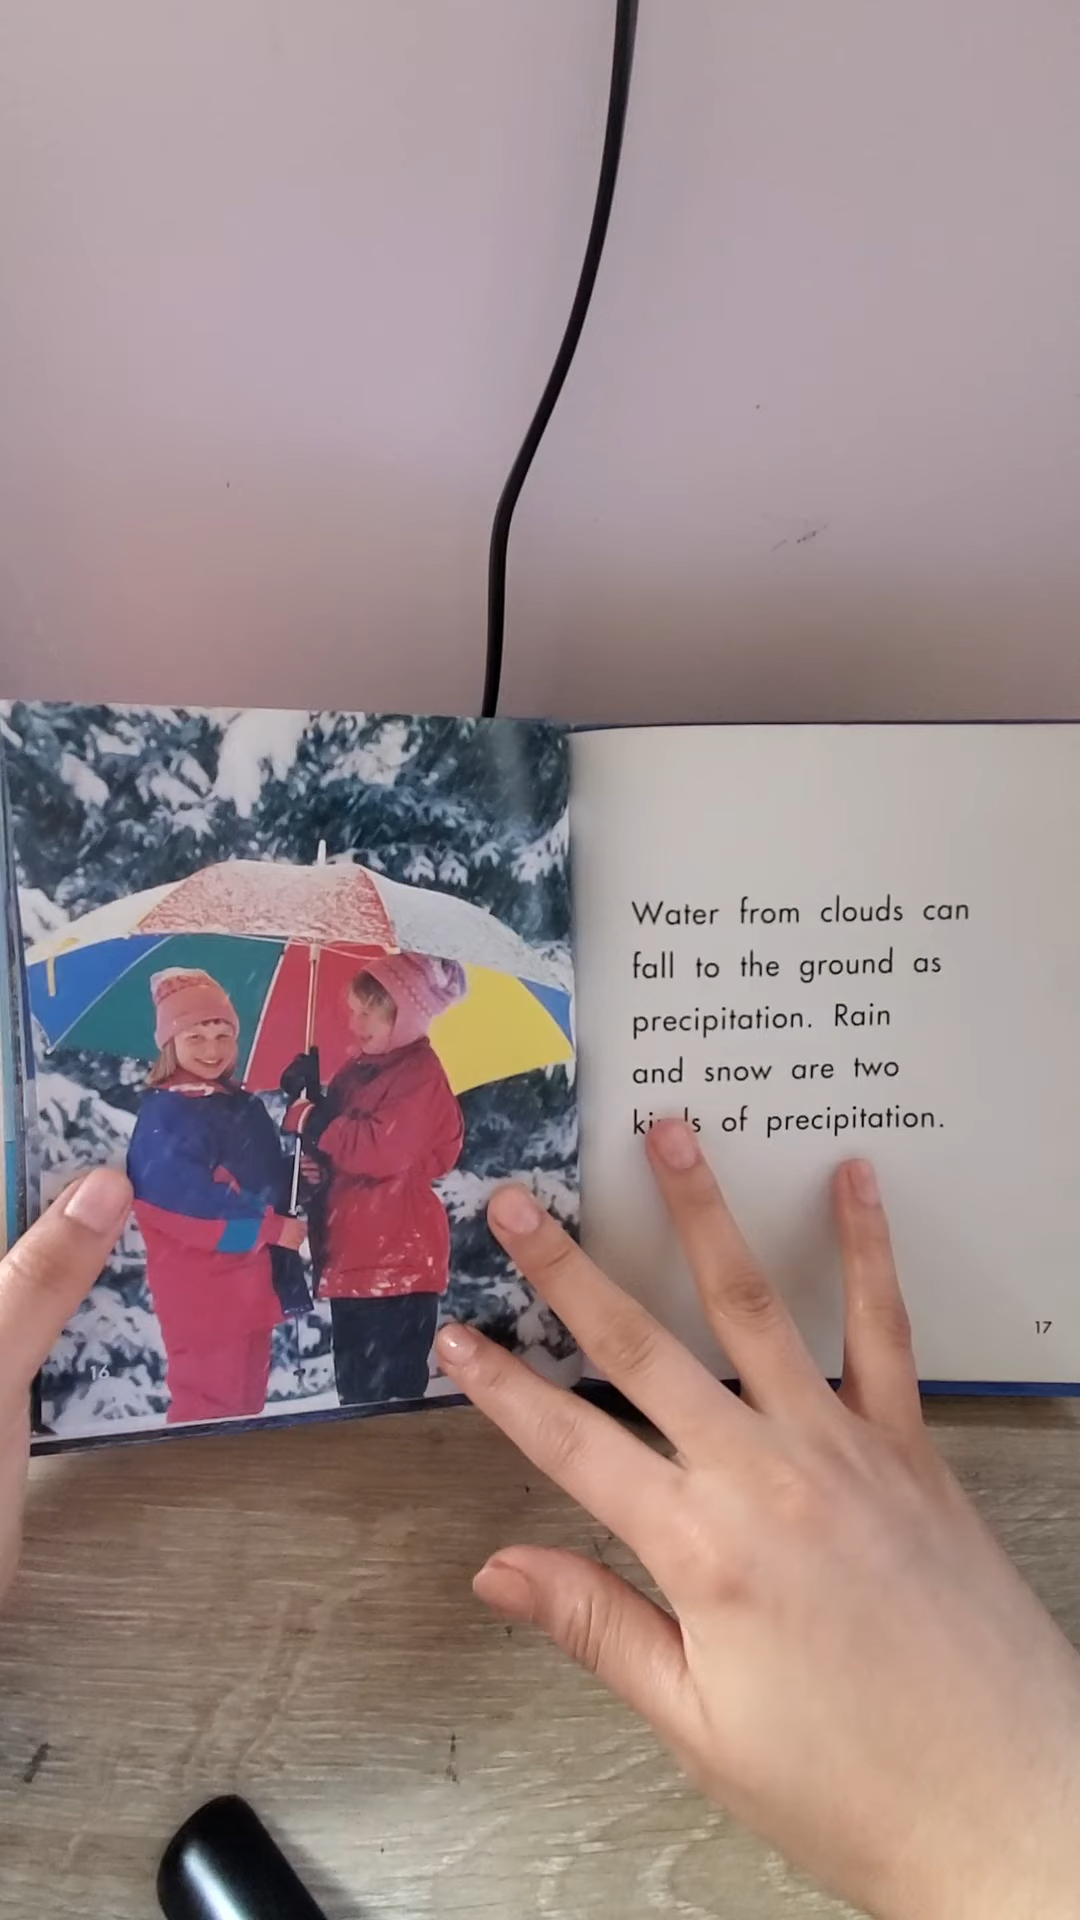 Water from clouds can
fall to the ground as
precipitation. Rain
and snow are two
kinds of precipitation.
16
17